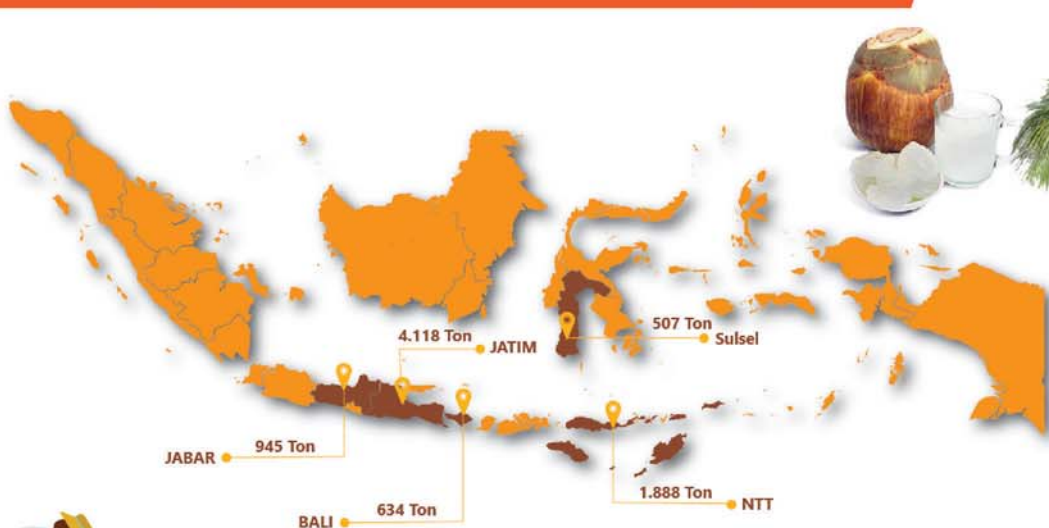 4.118 Ton
JATIM
507 Ton
Sulsel
945 Ton
JABAR
634 Ton
BALI
1.888 Ton
NTT